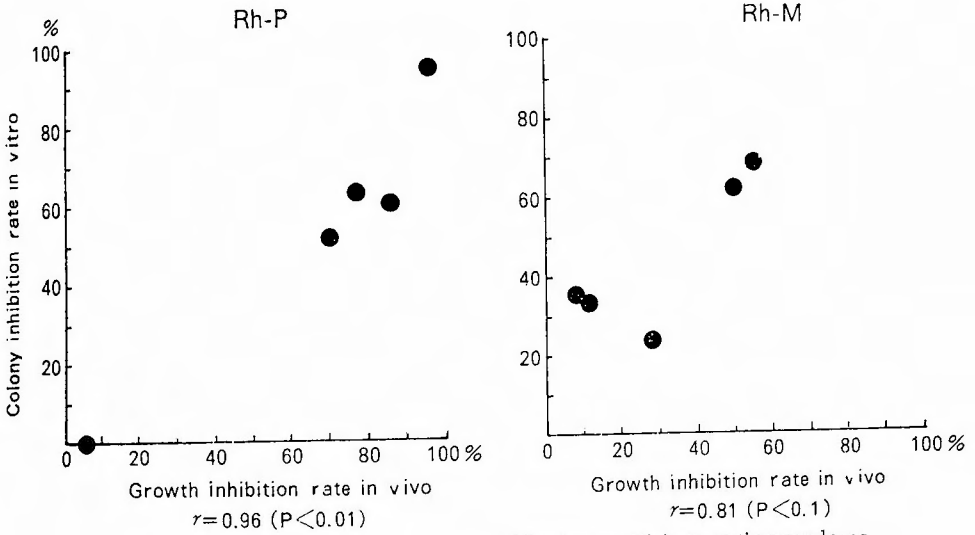 Rh-P
%
100
80
60
40
20
0 20 40 60 80 100 %
Colony inhibition rate in vitro
Growth inhibition rate in vivo
r=0.96 (P<0.01)
Rh-M
100
80
60
40
20
0 20 40 60 80 100 %
Growth inhibition rate in vivo
r=0.81 (P<0.1)